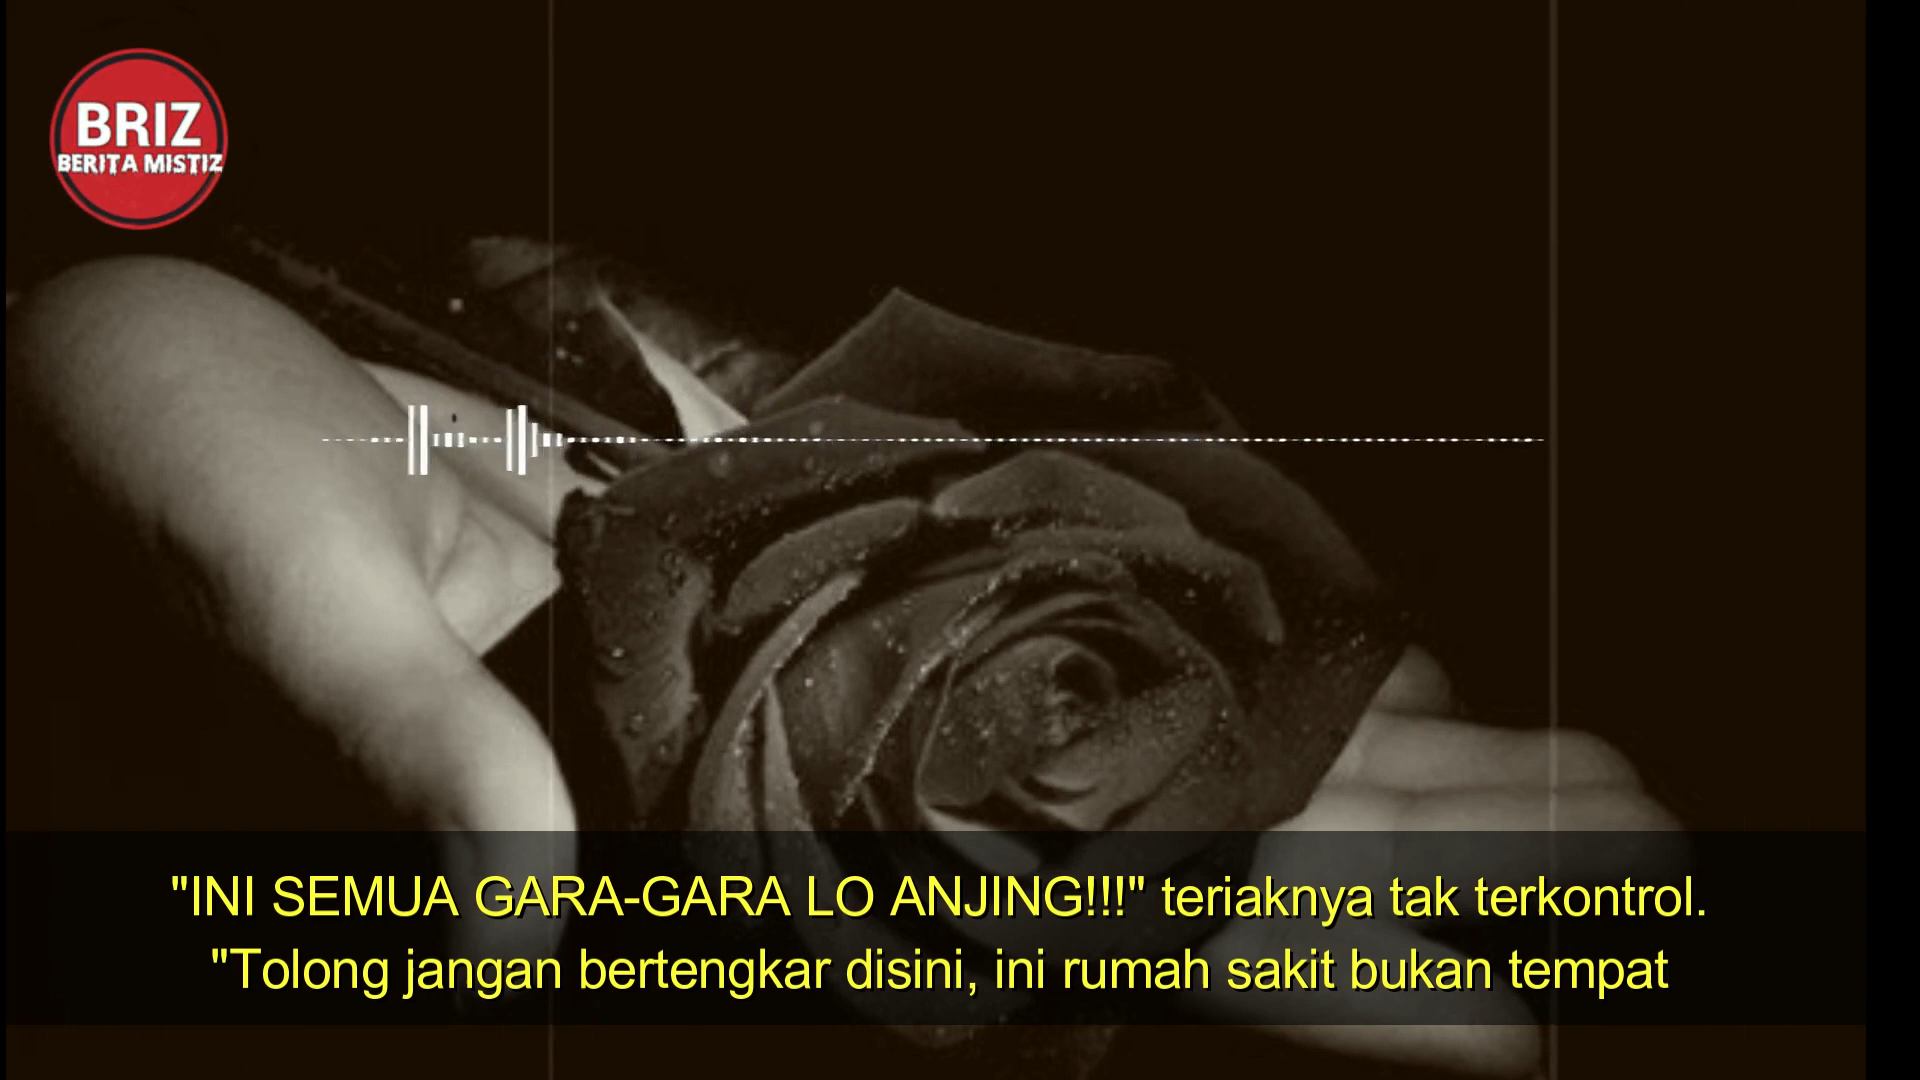 BRIZ
BERITA MISTIZ
"INI SEMUA GARA-GARA LO ANJING!!!" teriaknya tak terkontrol.
"Tolong jangan bertengkar disini, ini rumah sakit bukan tempat